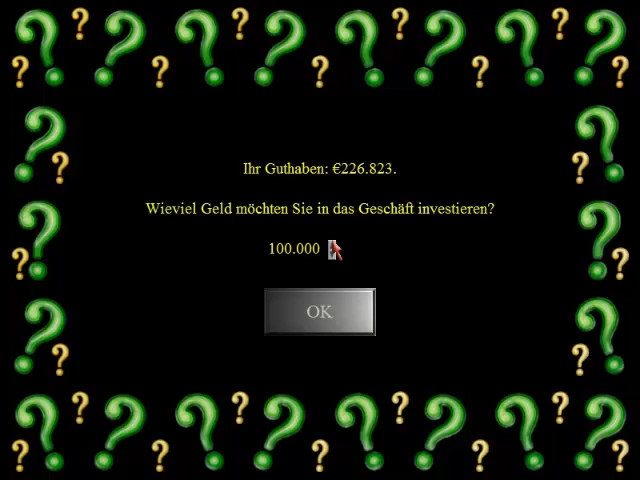 Ihr Guthaben: €226.823.
Wieviel Geld möchten Sie in das Geschäft investieren?
100.000
OK